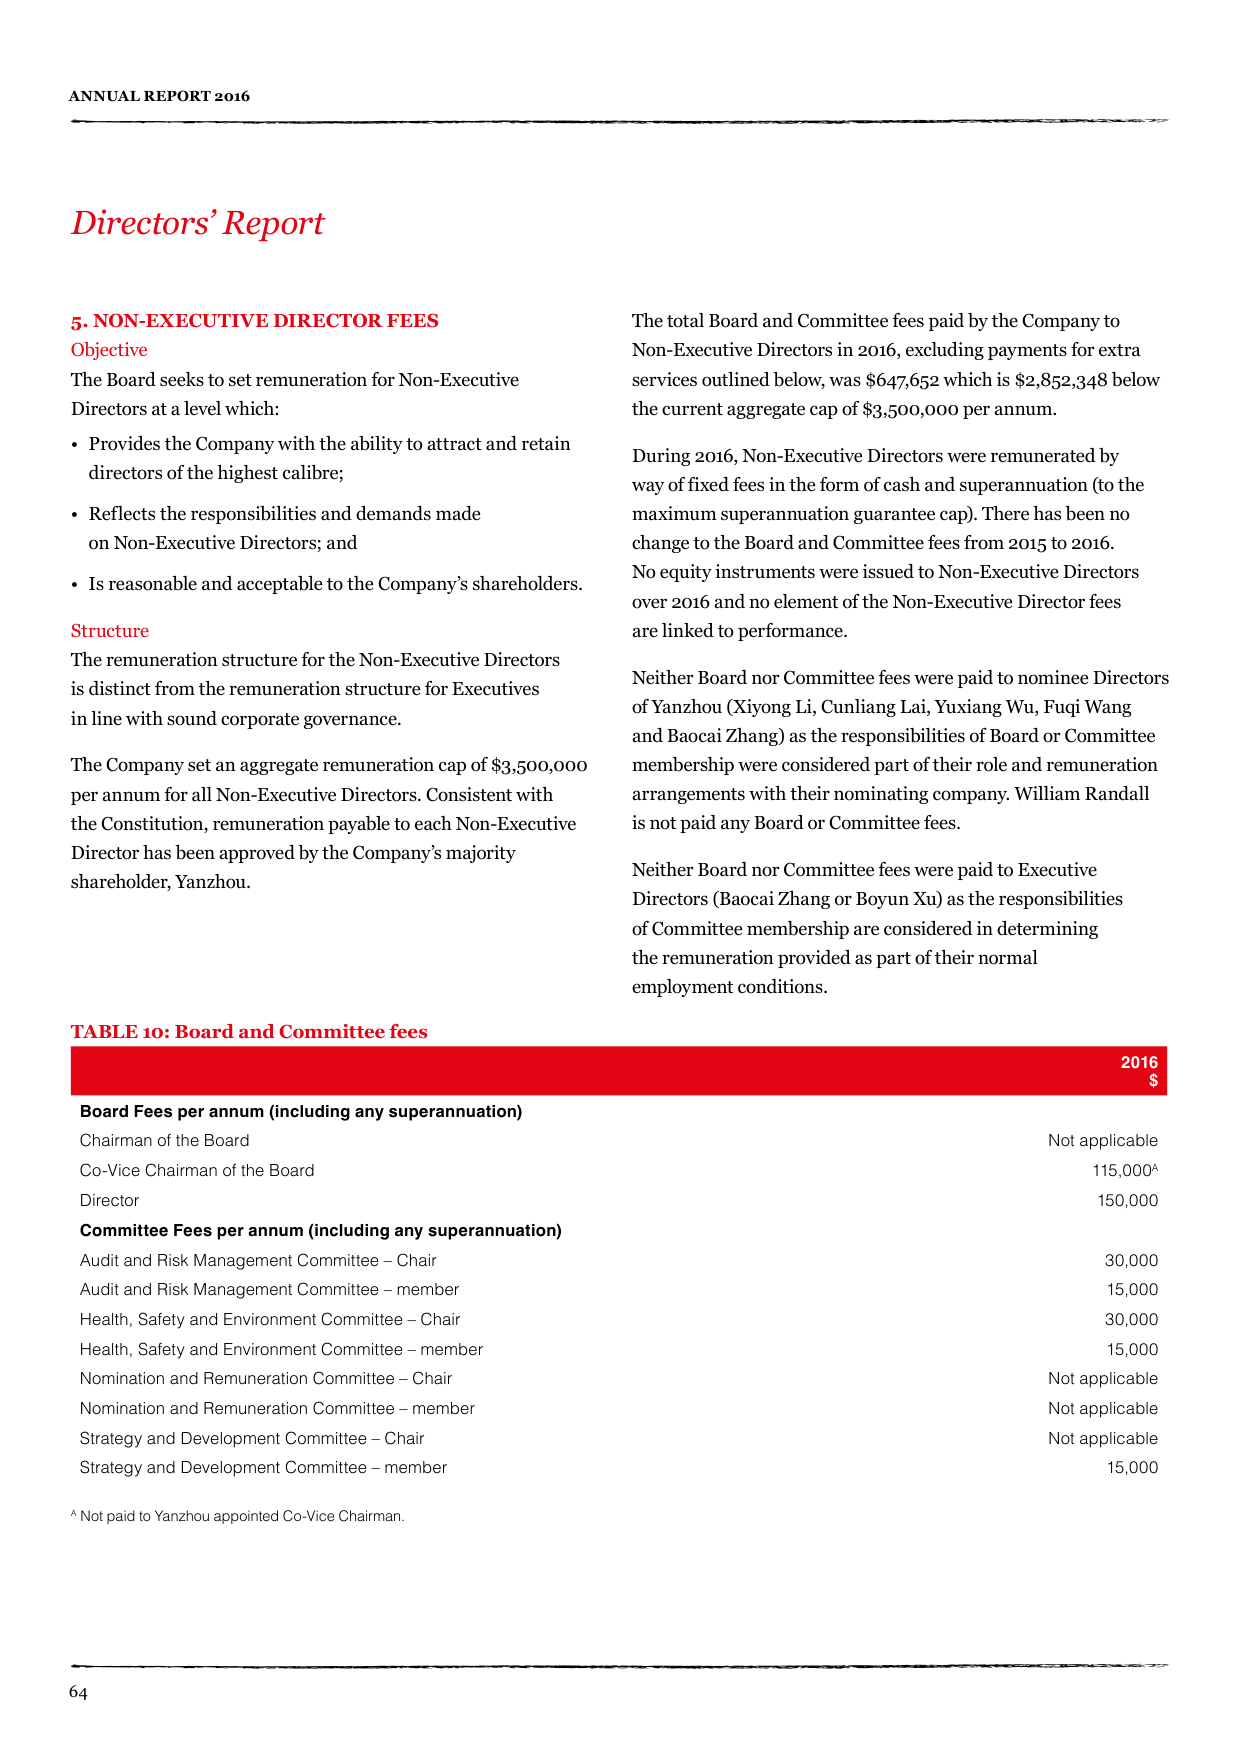 ANNUAL REPORT 2016
Directors’ Report
5. NON-EXECUTIVE DIRECTOR FEES
Objective
The Board seeks to set remuneration for Non-Executive
Directors at a level which:
• Provides the Company with the ability to attract and retain
directors of the highest calibre;
• Reflects the responsibilities and demands made
on Non-Executive Directors; and
• Is reasonable and acceptable to the Company’s shareholders.
Structure
The remuneration structure for the Non-Executive Directors
is distinct from the remuneration structure for Executives
in line with sound corporate governance.
The Company set an aggregate remuneration cap of $3,500,000
per annum for all Non-Executive Directors. Consistent with
the Constitution, remuneration payable to each Non-Executive
Director has been approved by the Company’s majority
shareholder, Yanzhou.
The total Board and Committee fees paid by the Company to
Non-Executive Directors in 2016, excluding payments for extra
services outlined below, was $647,652 which is $2,852,348 below
the current aggregate cap of $3,500,000 per annum.
During 2016, Non-Executive Directors were remunerated by
way of fixed fees in the form of cash and superannuation (to the
maximum superannuation guarantee cap). There has been no
change to the Board and Committee fees from 2015 to 2016.
No equity instruments were issued to Non-Executive Directors
over 2016 and no element of the Non-Executive Director fees
are linked to performance.
Neither Board nor Committee fees were paid to nominee Directors
of Yanzhou (Xiyong Li, Cunliang Lai, Yuxiang Wu, Fuqi Wang
and Baocai Zhang) as the responsibilities of Board or Committee
membership were considered part of their role and remuneration
arrangements with their nominating company. William Randall
is not paid any Board or Committee fees.
Neither Board nor Committee fees were paid to Executive
Directors (Baocai Zhang or Boyun Xu) as the responsibilities
of Committee membership are considered in determining
the remuneration provided as part of their normal
employment conditions.
TABLE 10: Board and Committee fees
2016
$
Board Fees per annum (including any superannuation)
Chairman of the Board Not applicable
Co-Vice Chairman of the Board 115,000ᴬ
Director 150,000
Committee Fees per annum (including any superannuation)
Audit and Risk Management Committee – Chair 30,000
Audit and Risk Management Committee – member 15,000
Health, Safety and Environment Committee – Chair 30,000
Health, Safety and Environment Committee – member 15,000
Nomination and Remuneration Committee – Chair Not applicable
Nomination and Remuneration Committee – member Not applicable
Strategy and Development Committee – Chair Not applicable
Strategy and Development Committee – member 15,000
ᴬ Not paid to Yanzhou appointed Co-Vice Chairman.
64